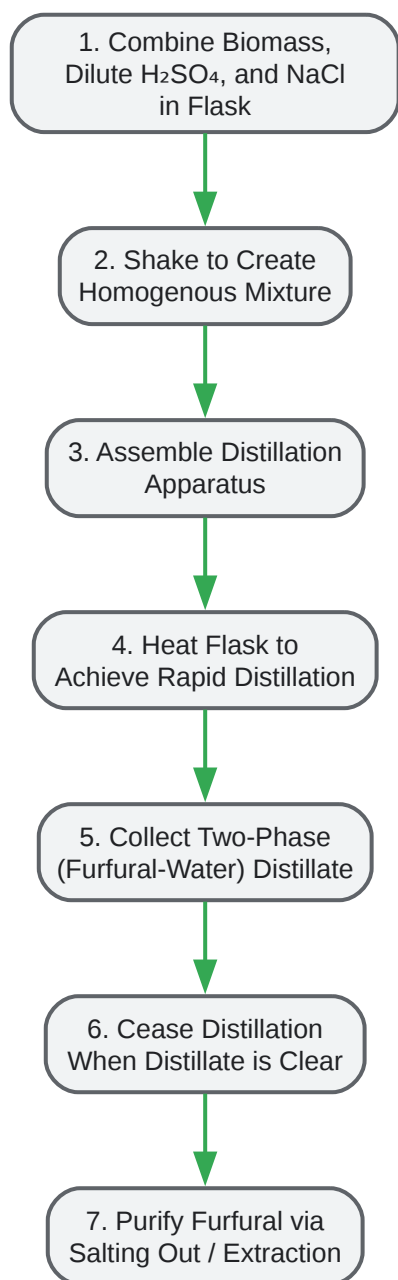 1. Combine Biomass,
Dilute H₂SO₄, and NaCl
in Flask
2. Shake to Create
Homogenous Mixture
3. Assemble Distillation
Apparatus
4. Heat Flask to
Achieve Rapid Distillation
5. Collect Two-Phase
(Furfural-Water) Distillate
6. Cease Distillation
When Distillate is Clear
7. Purify Furfural via
Salting Out / Extraction